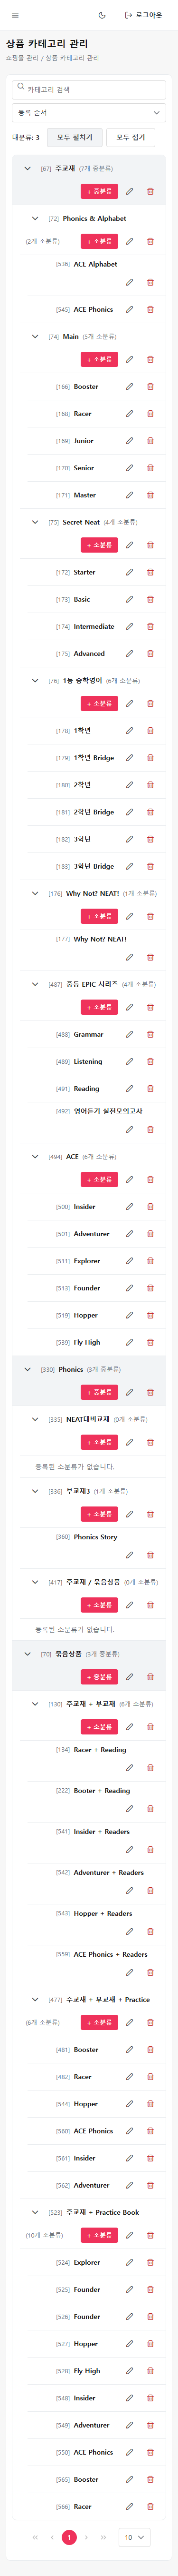 로그아웃
상품 카테고리 관리
쇼핑몰 관리 / 상품 카테고리 관리
카테고리 검색
등록 순서
대분류: 3 모두 펼치기 모두 접기
[67] 주교재 (7개 중분류)
+ 중분류
[72] Phonics & Alphabet
(2개 소분류) + 소분류
[536] ACE Alphabet
[545] ACE Phonics
[74] Main (5개 소분류)
+ 소분류
[166] Booster
[168] Racer
[169] Junior
[170] Senior
[171] Master
[75] Secret Neat (4개 소분류)
+ 소분류
[172] Starter
[173] Basic
[174] Intermediate
[175] Advanced
[76] 1등 중학영어 (6개 소분류)
+ 소분류
[178] 1학년
[179] 1학년 Bridge
[180] 2학년
[181] 2학년 Bridge
[182] 3학년
[183] 3학년 Bridge
[176] Why Not? NEAT! (1개 소분류)
+ 소분류
[177] Why Not? NEAT!
[487] 중등 EPIC 시리즈 (4개 소분류)
+ 소분류
[488] Grammar
[489] Listening
[491] Reading
[492] 영어듣기 실전모의고사
[494] ACE (6개 소분류)
+ 소분류
[500] Insider
[501] Adventurer
[511] Explorer
[513] Founder
[519] Hopper
[539] Fly High
[330] Phonics (3개 중분류)
+ 중분류
[335] NEAT대비교재 (0개 소분류)
+ 소분류
등록된 소분류가 없습니다.
[336] 부교재3 (1개 소분류)
+ 소분류
[360] Phonics Story
[417] 주교재 / 묶음상품 (0개 소분류)
+ 소분류
등록된 소분류가 없습니다.
[70] 묶음상품 (3개 중분류)
+ 중분류
[130] 주교재 + 부교재 (6개 소분류)
+ 소분류
[134] Racer + Reading
[222] Booter + Reading
[541] Insider + Readers
[542] Adventurer + Readers
[543] Hopper + Readers
[559] ACE Phonics + Readers
[477] 주교재 + 부교재 + Practice
(6개 소분류) + 소분류
[481] Booster
[482] Racer
[544] Hopper
[560] ACE Phonics
[561] Insider
[562] Adventurer
[523] 주교재 + Practice Book
(10개 소분류) + 소분류
[524] Explorer
[525] Founder
[526] Founder
[527] Hopper
[528] Fly High
[548] Insider
[549] Adventurer
[550] ACE Phonics
[565] Booster
[566] Racer
1 10